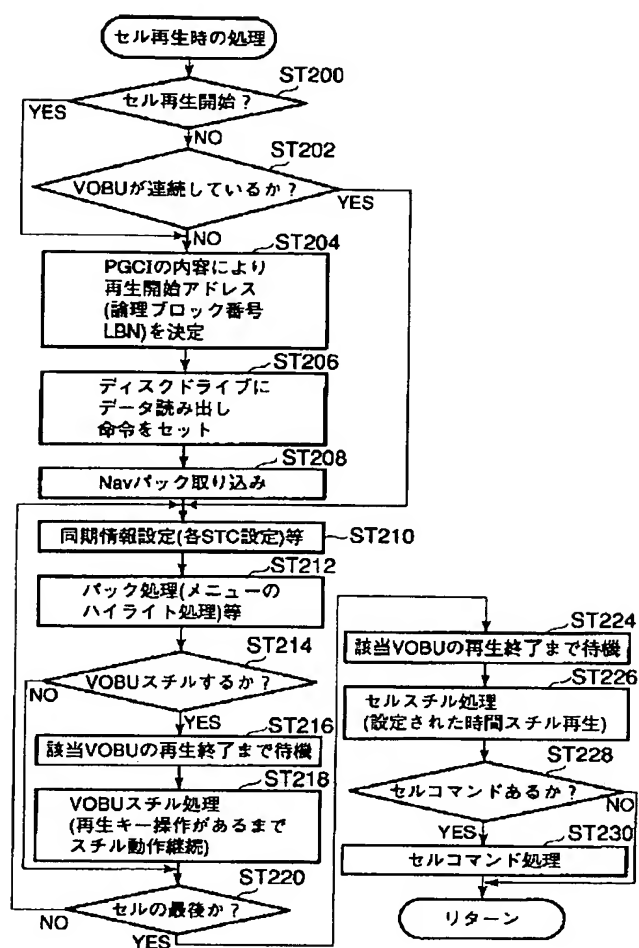 セル再生時の処理
ST200
セル再生開始?
YES
NO
ST202
VOBUが連続しているか?
YES
NO
ST204
PGCIの内容により
再生開始アドレス
(論理ブロック番号
LBN)を決定
ST206
ディスクドライブに
データ読み出し
命令をセット
ST208
Navパック取り込み
同期情報設定(各STC設定)等
ST210
ST212
パック処理(メニューの
ハイライト処理)等
ST214
VOBUスチルするか?
NO
YES
ST216
該当VOBUの再生終了まで待機
ST218
VOBUスチル処理
(再生キー操作があるまで
スチル動作継続)
ST220
セルの最後か?
NO
YES
ST224
該当VOBUの再生終了まで待機
ST226
セルスチル処理
(設定された時間スチル再生)
ST228
セルコマンドあるか?
NO
YES
ST230
セルコマンド処理
リターン